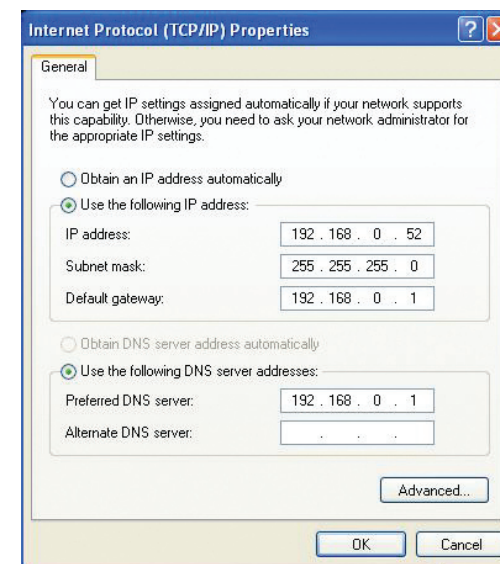 Internet Protocol (TCP/IP) Properties
General
You can get IP settings assigned automatically if your network supports
this capability. Otherwise, you need to ask your network administrator for
the appropriate IP settings.
Obtain an IP address automatically
Use the following IP address:
IP address: 192 . 168 . 0 . 52
Subnet mask: 255 . 255 . 255 . 0
Default gateway: 192 . 168 . 0 . 1
Obtain DNS server address automatically
Use the following DNS server addresses:
Preferred DNS server: 192 . 168 . 0 . 1
Alternate DNS server: . . .
Advanced...
OK Cancel